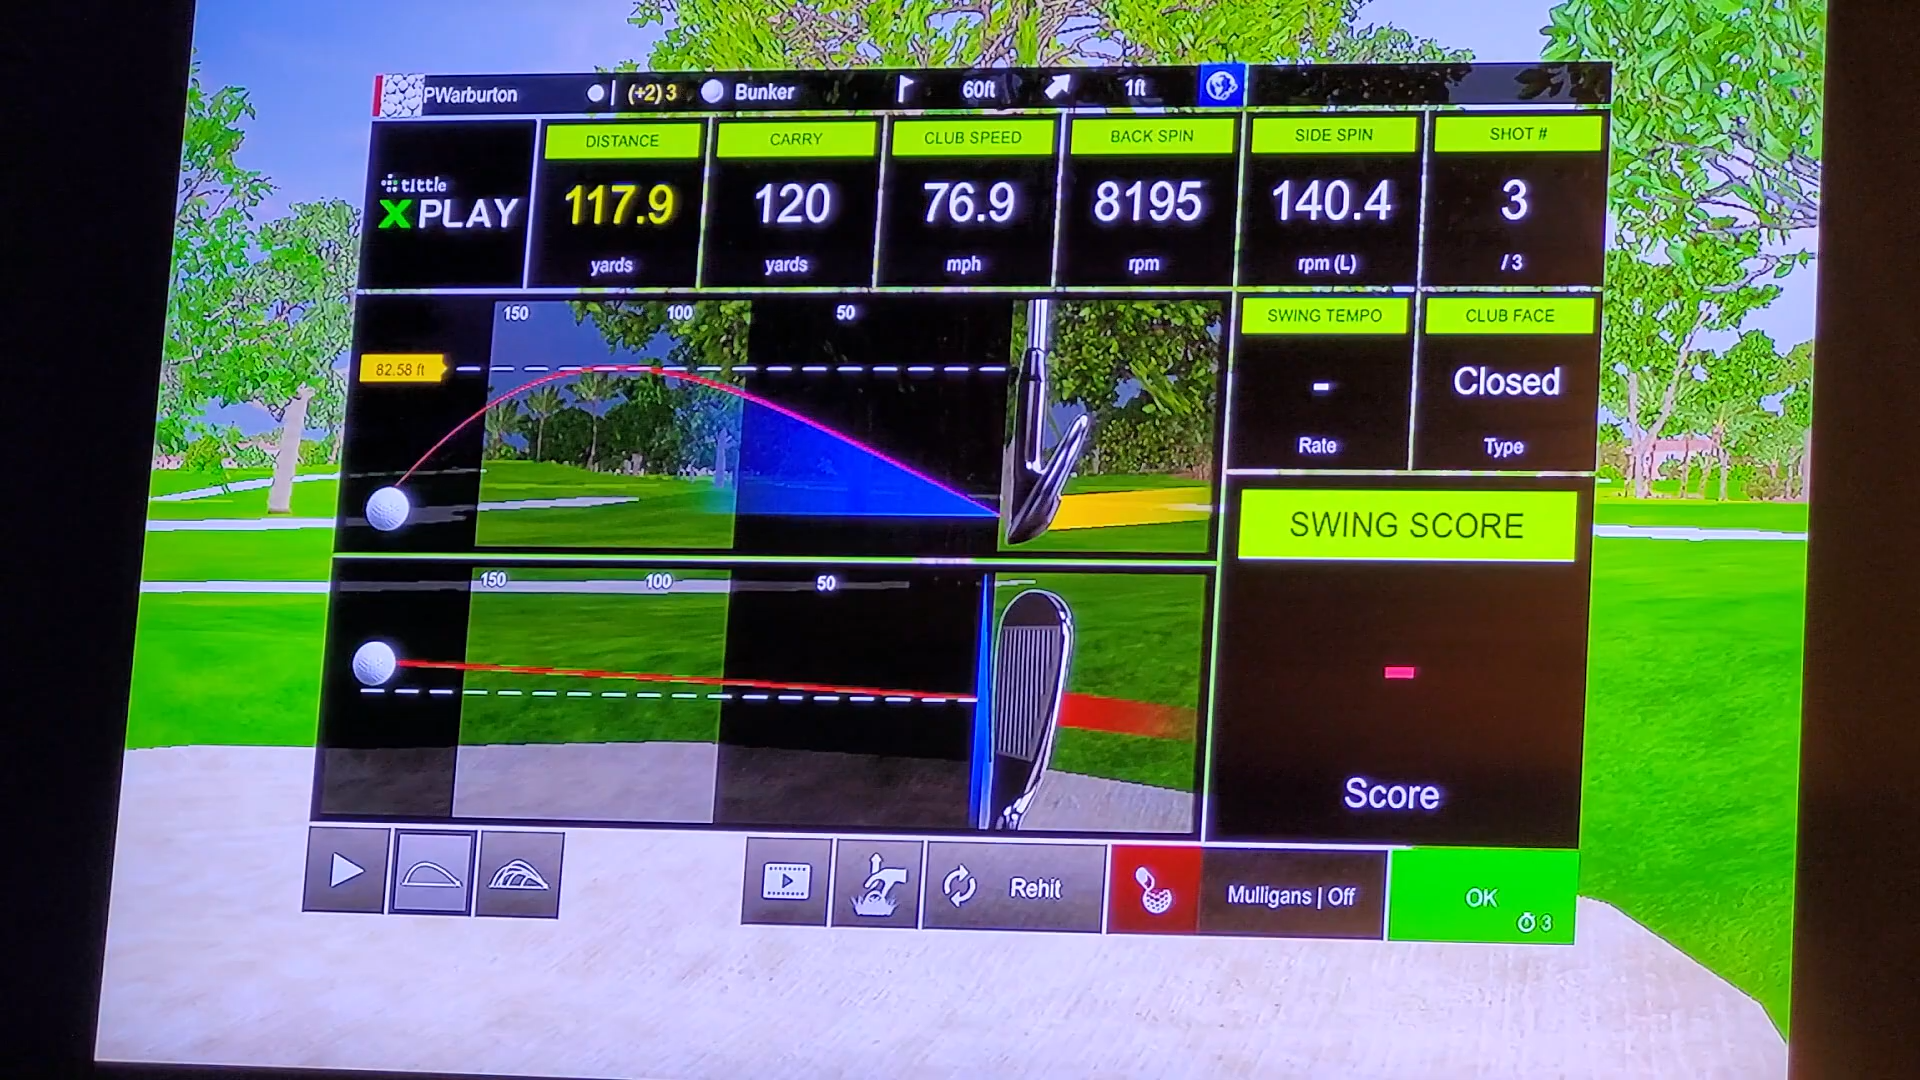 PWarburton (+2) 3 Bunker 60ft 1ft
tittle
X PLAY
DISTANCE CARRY CLUB SPEED BACK SPIN SIDE SPIN SHOT #
117.9 120 76.9 8195 140.4 3
yards yards mph rpm rpm (L) / 3
150 100 50
82.58 ft
SWING TEMPO CLUB FACE
- Closed
Rate Type
SWING SCORE
-
Score
150 100 50
Rehit Mulligans | Off OK
3